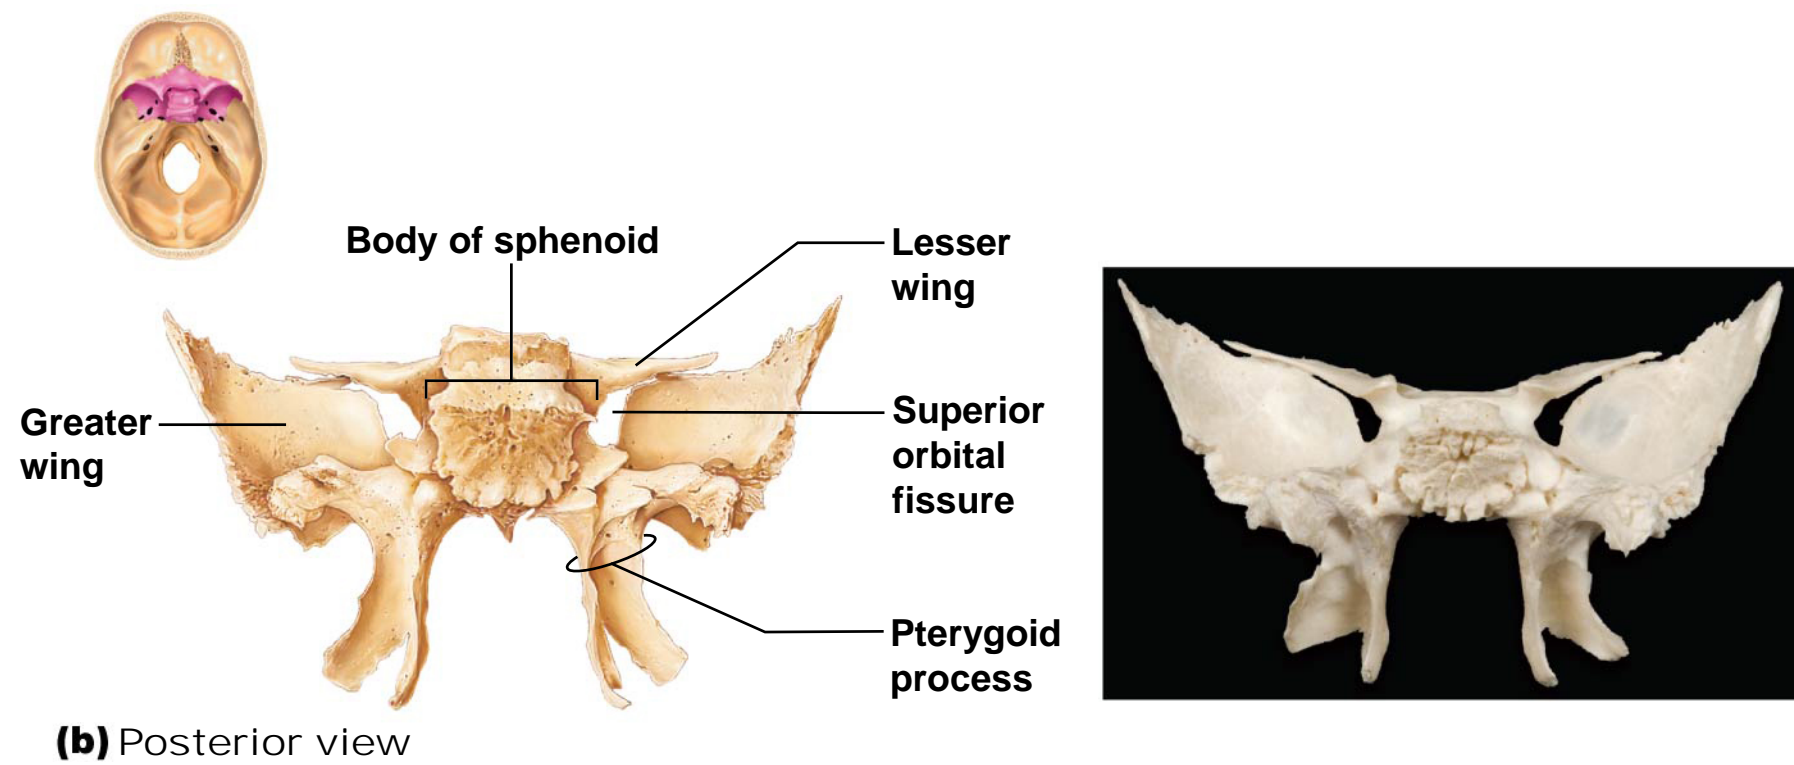 Body of sphenoid
Lesser
wing
Greater
wing
Superior
orbital
fissure
Pterygoid
process
(b) Posterior view